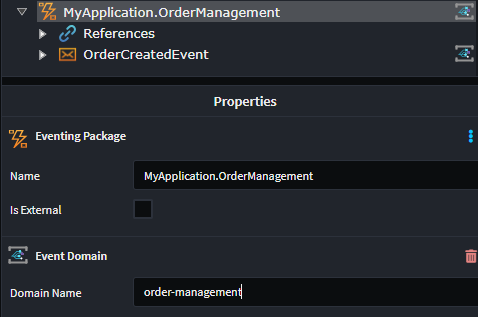 MyApplication.OrderManagement
References
OrderCreatedEvent
Properties
Eventing Package
Name MyApplication.OrderManagement
Is External
Event Domain
Domain Name order-management